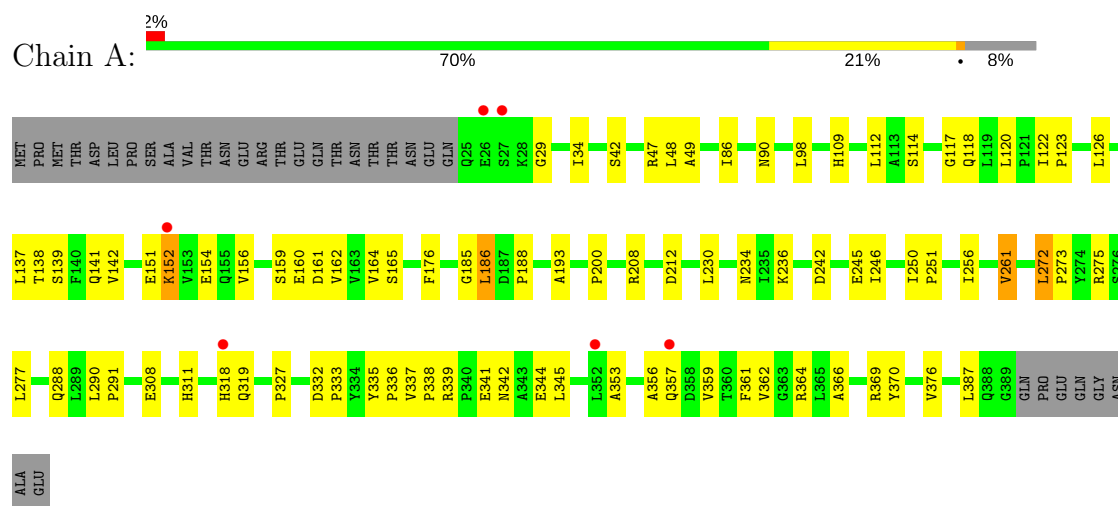 2%
Chain A:
70% 21% • 8%
MET PRO MET THR ASP LEU PRO SER ALA VAL THR ASN GLU ARG THR GLU GLN THR ASN THR THR ASN GLU GLN Q25 E26 S27 K28 G29 I34 S42 R47 L48 A49 I86 N90 L98 H109 L112 A113 S114 G117 Q118 L119 L120 P121 I122 P123 L126
L137 T138 S139 F140 Q141 V142 E151 K152 V153 E154 Q155 V156 S159 E160 D161 V162 V163 V164 S165 F176 G185 L186 D187 P188 A193 P200 R208 D212 L230 N234 I235 K236 D242 E245 I246 I250 P251 I256 V261 L272 P273 Y274 R275 S276
L277 Q288 L289 L290 P291 E308 H311 H318 Q319 P327 D332 P333 Y334 Y335 P336 V337 P338 R339 P340 E341 N342 A343 E344 L345 L352 A353 A356 Q357 D358 V359 T360 F361 V362 G363 R364 L365 A366 R369 Y370 V376 L387 Q388 G389 GLN PRO GLU GLN GLY ASN
ALA GLU